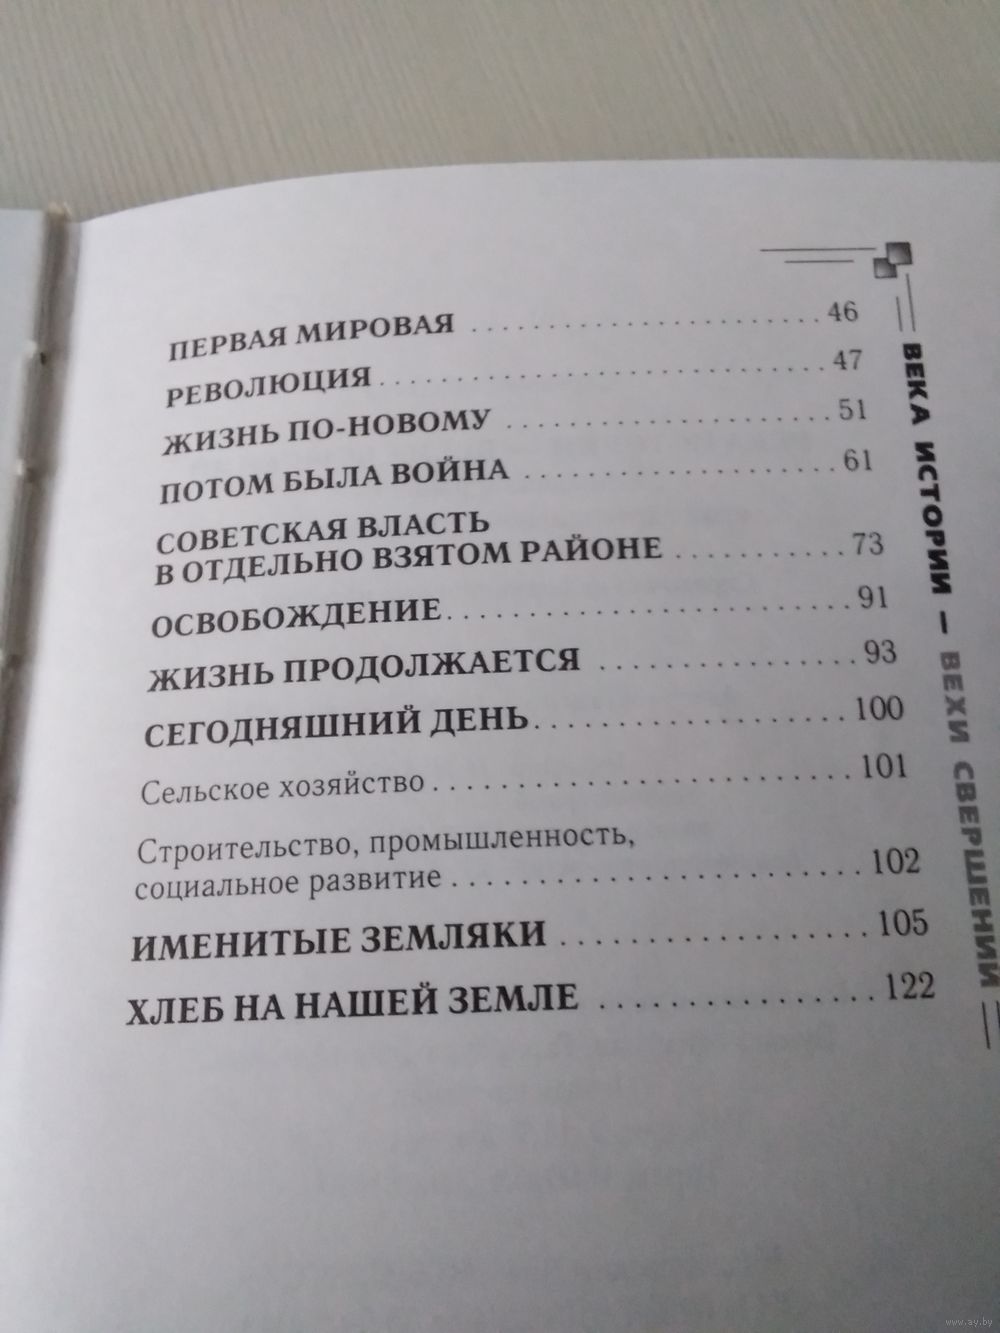 ПЕРВАЯ МИРОВАЯ . . . . . . . . . . . . . . . . . . . . . . . 46
РЕВОЛЮЦИЯ . . . . . . . . . . . . . . . . . . . . . . . . . . . . . 47
ЖИЗНЬ ПО-НОВОМУ . . . . . . . . . . . . . . . . . . . . . 51
ПОТОМ БЫЛА ВОЙНА . . . . . . . . . . . . . . . . . . . . 61
СОВЕТСКАЯ ВЛАСТЬ
В ОТДЕЛЬНО ВЗЯТОМ РАЙОНЕ . . . . . . . . . . . 73
ОСВОБОЖДЕНИЕ . . . . . . . . . . . . . . . . . . . . . . . . . 91
ЖИЗНЬ ПРОДОЛЖАЕТСЯ . . . . . . . . . . . . . . . . 93
СЕГОДНЯШНИЙ ДЕНЬ . . . . . . . . . . . . . . . . . . . 100
Сельское хозяйство . . . . . . . . . . . . . . . . . . . . . . . . . 101
Строительство, промышленность,
социальное развитие . . . . . . . . . . . . . . . . . . . . . . . . 102
ИМЕНИТЫЕ ЗЕМЛЯКИ . . . . . . . . . . . . . . . . . . 105
ХЛЕБ НА НАШЕЙ ЗЕМЛЕ . . . . . . . . . . . . . . . . 122
ВЕКА ИСТОРИИ – ВЕХИ СВЕРШЕНИЙ
www.ay.by